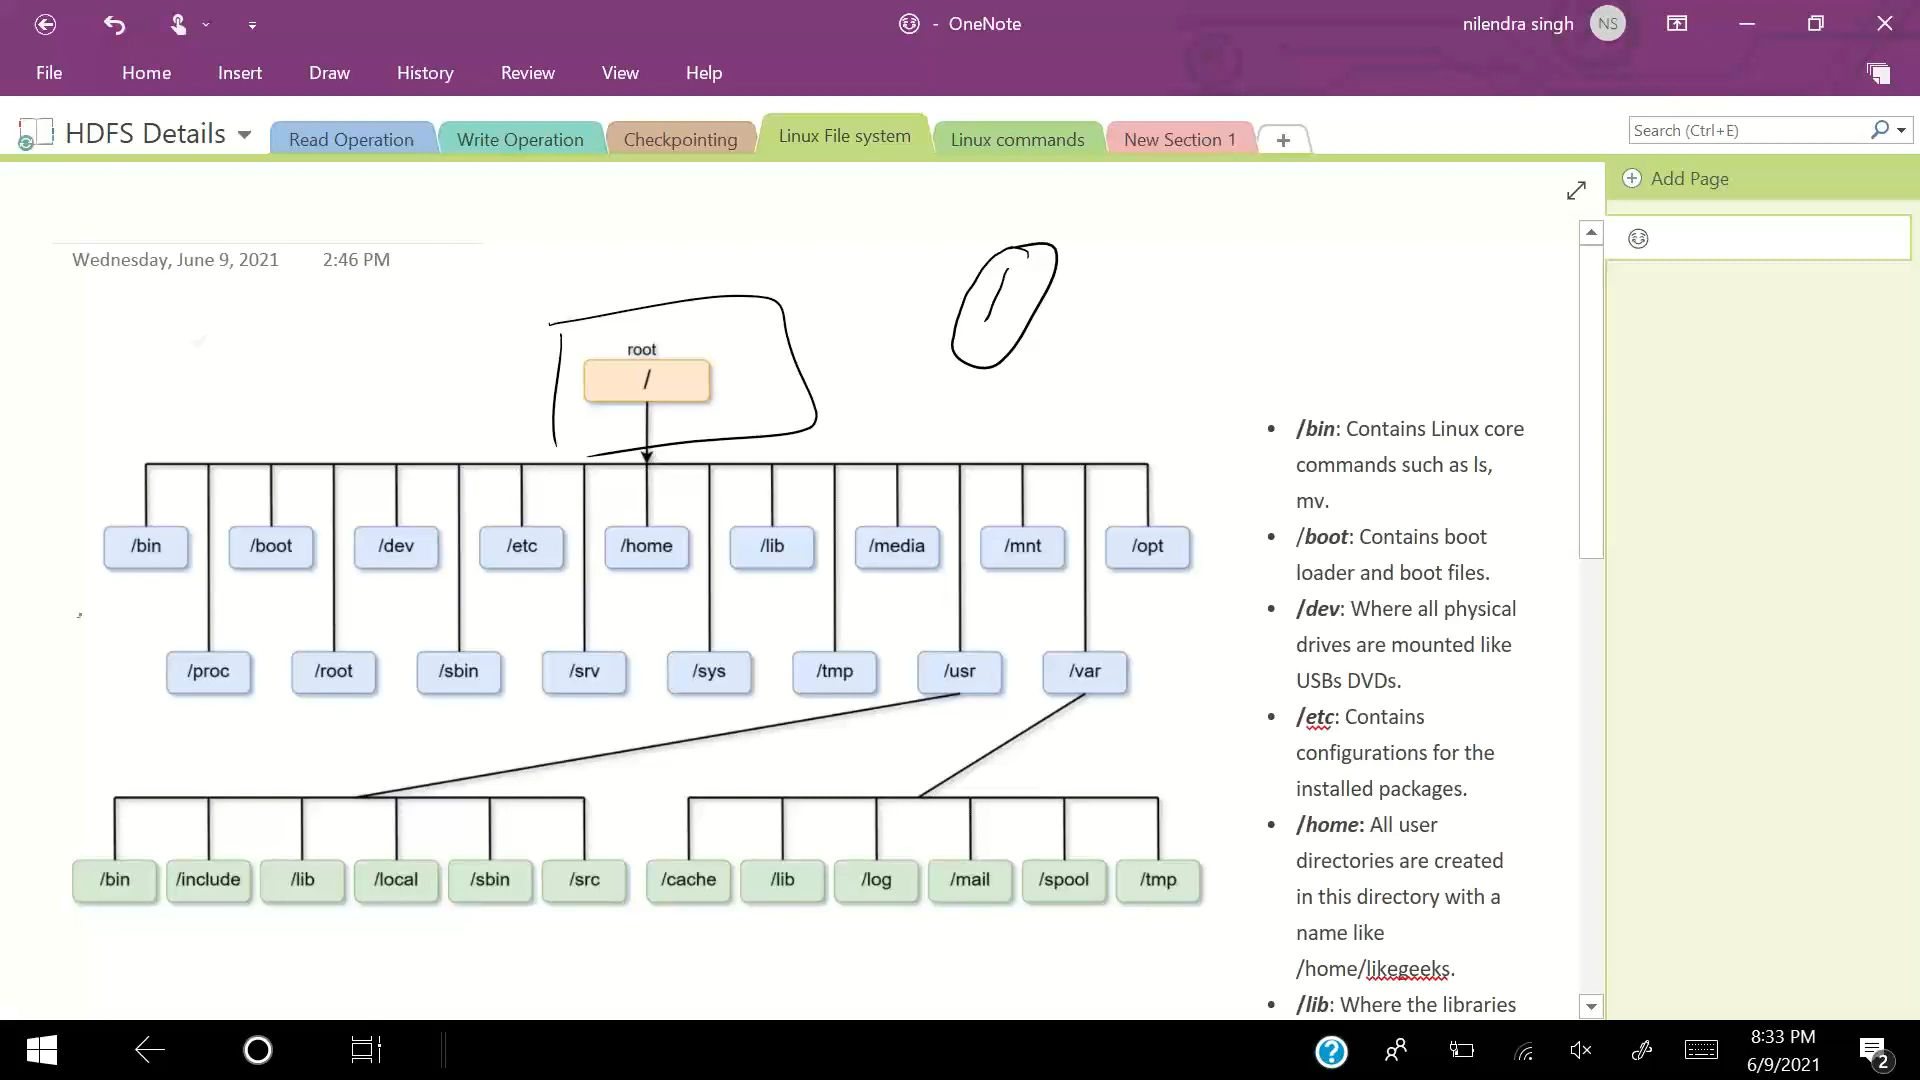 - OneNote
nilendra singh
NS
File
Home
Insert
Draw
History
Review
View
Help
HDFS Details
Read Operation
Write Operation
Checkpointing
Linux File system
Linux commands
New Section 1
Search (Ctrl+E)
Add Page
Wednesday, June 9, 2021 2:46 PM
root
/
/bin
/boot
/dev
/etc
/home
/lib
/media
/mnt
/opt
/proc
/root
/sbin
/srv
/sys
/tmp
/usr
/var
/bin
/include
/lib
/local
/sbin
/src
/cache
/lib
/log
/mail
/spool
/tmp
• /bin: Contains Linux core
commands such as ls,
mv.
• /boot: Contains boot
loader and boot files.
• /dev: Where all physical
drives are mounted like
USBs DVDs.
• /etc: Contains
configurations for the
installed packages.
• /home: All user
directories are created
in this directory with a
name like
/home/likegeeks.
• /lib: Where the libraries
8:33 PM
6/9/2021
2